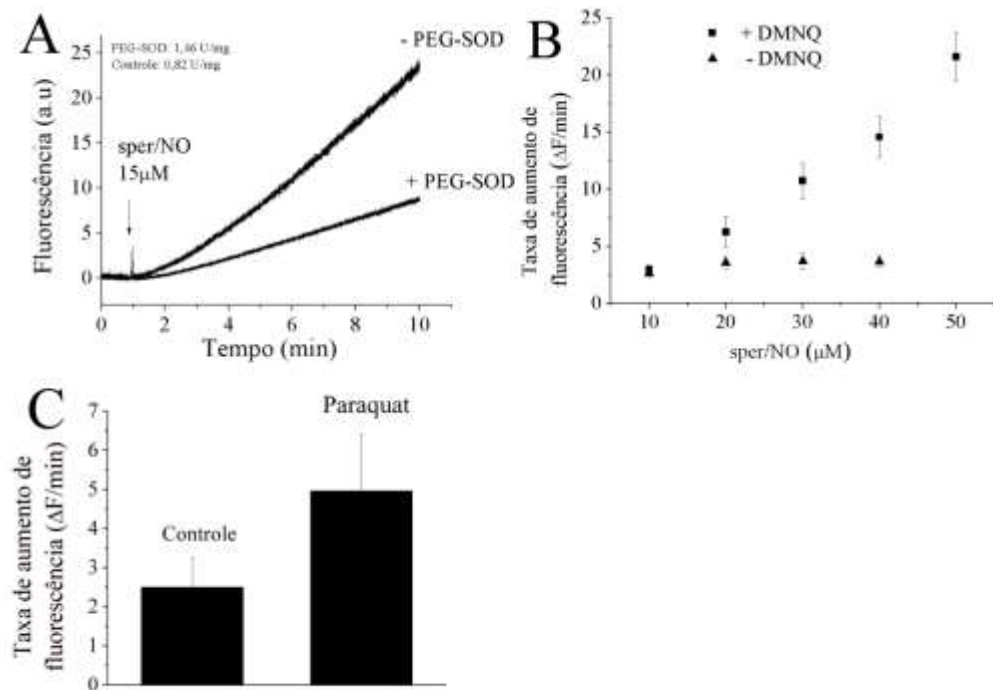 A
PEG-SOD: 1,46 U/mg
Controle: 0,82 U/mg
- PEG-SOD
sper/NO
15μM
+ PEG-SOD
Fluorescência (a.u)
25
20
15
10
5
0
0 2 4 6 8 10
Tempo (min)
B
+ DMNQ
- DMNQ
Taxa de aumento de
fluorescência (ΔF/min)
25
20
15
10
5
0
10 20 30 40 50
sper/NO (μM)
C
Paraquat
Controle
Taxa de aumento de
fluorescência (ΔF/min)
7
6
5
4
3
2
1
0